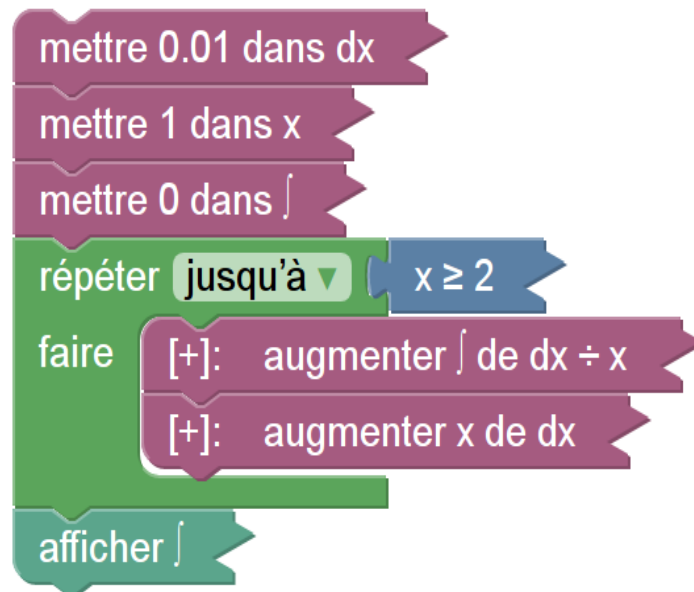 mettre 0.01 dans dx
mettre 1 dans x
mettre 0 dans ∫
répéter jusqu’à ▾ x ≥ 2
faire [+]: augmenter ∫ de dx ÷ x
[+]: augmenter x de dx
afficher ∫